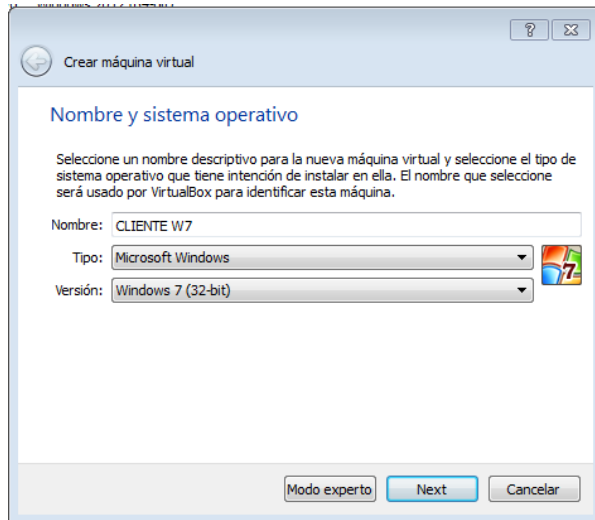 Crear máquina virtual
Nombre y sistema operativo
Seleccione un nombre descriptivo para la nueva máquina virtual y seleccione el tipo de
sistema operativo que tiene intención de instalar en ella. El nombre que seleccione
será usado por VirtualBox para identificar esta máquina.
Nombre: CLIENTE W7
Tipo: Microsoft Windows
7
Versión: Windows 7 (32-bit)
Modo experto Next Cancelar